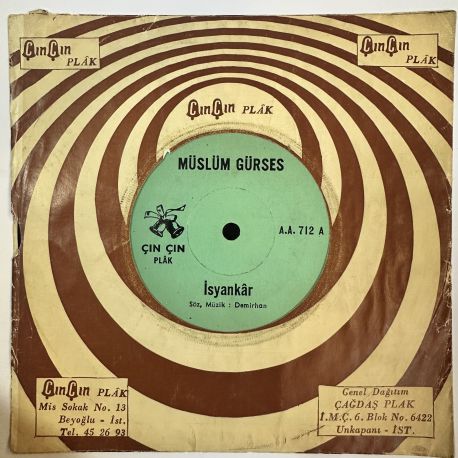 ÇınÇın
PLÂK
ÇınÇın
PLÂK
ÇınÇın PLÂK
MÜSLÜM GÜRSES
A.A. 712 A
ÇIN ÇIN
PLÂK
İsyankâr
Söz, Müzik : Demirhan
ÇınÇın PLÂK
Mis Sokak No. 13
Beyoğlu - İst.
Tel. 45 26 93
Genel Dağıtım
ÇAĞDAŞ PLAK
İ.M.Ç. 6. Blok No. 6422
Unkapanı - İST.